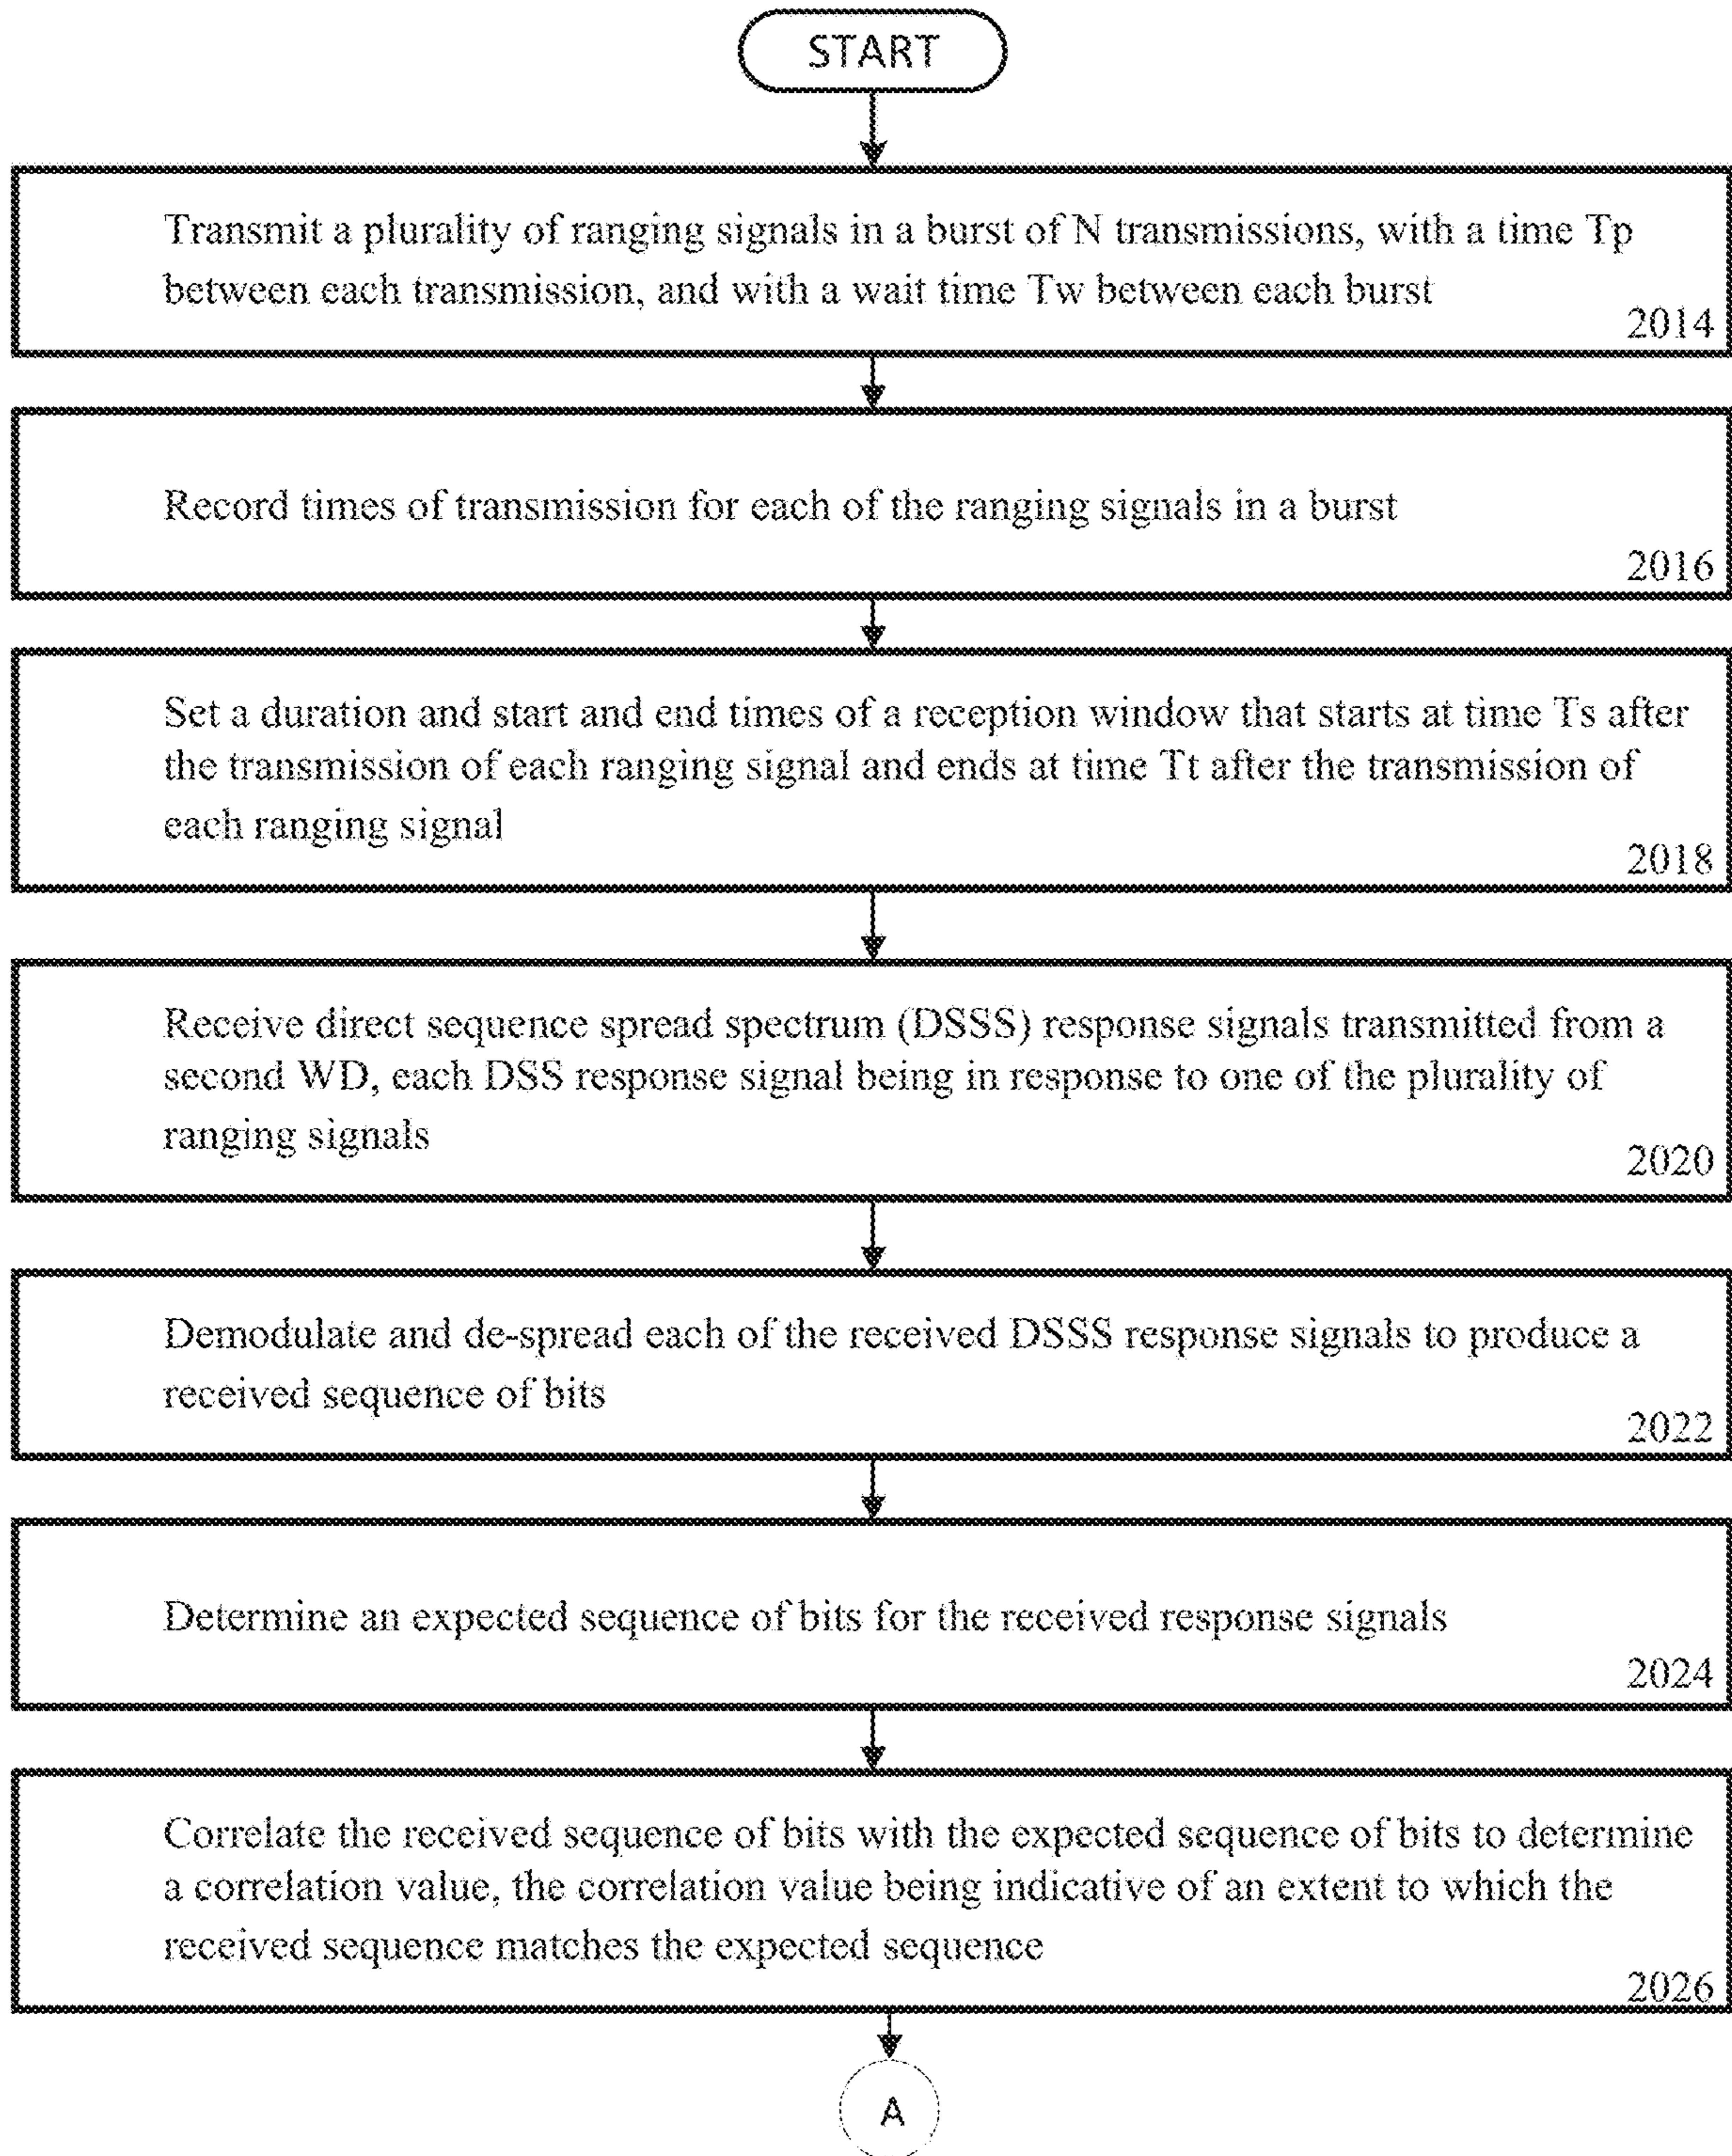 START
Transmit a plurality of ranging signals in a burst of N transmissions, with a time Tp
between each transmission, and with a wait time Tw between each burst
2014
Record times of transmission for each of the ranging signals in a burst
2016
Set a duration and start and end times of a reception window that starts at time Ts after
the transmission of each ranging signal and ends at time Tt after the transmission of
each ranging signal
2018
Receive direct sequence spread spectrum (DSSS) response signals transmitted from a
second WD, each DSS response signal being in response to one of the plurality of
ranging signals
2020
Demodulate and de-spread each of the received DSSS response signals to produce a
received sequence of bits
2022
Determine an expected sequence of bits for the received response signals
2024
Correlate the received sequence of bits with the expected sequence of bits to determine
a correlation value, the correlation value being indicative of an extent to which the
received sequence matches the expected sequence
2026
A